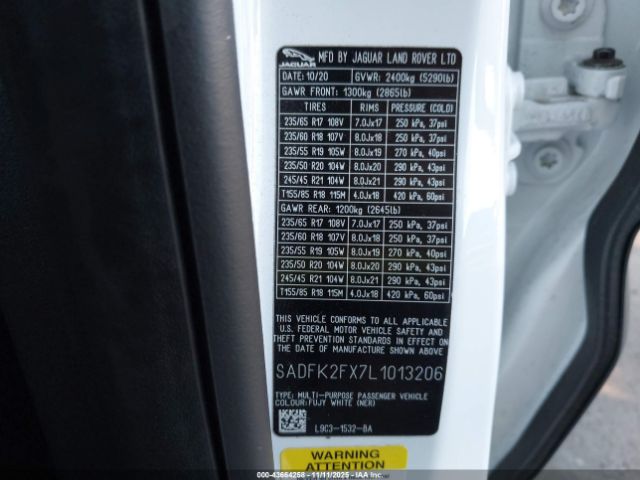 JAGUAR
MFD BY JAGUAR LAND ROVER LTD
DATE: 10/20 GVWR: 2400kg (5290lb)
GAWR FRONT: 1300kg (2865lb)
TIRES RIMS PRESSURE (COLD)
235/65 R17 108V 7.0Jx17 250 kPa, 37psi
235/60 R18 107V 8.0Jx18 250 kPa, 37psi
235/55 R19 105W 8.0Jx19 270 kPa, 40psi
235/50 R20 104W 8.0Jx20 290 kPa, 43psi
245/45 R21 104W 8.0Jx21 290 kPa, 43psi
T155/85 R18 115M 4.0Jx18 420 kPa, 60psi
GAWR REAR: 1200kg (2645lb)
235/65 R17 108V 7.0Jx17 250 kPa, 37psi
235/60 R18 107V 8.0Jx18 250 kPa, 37psi
235/55 R19 105W 8.0Jx19 270 kPa, 40psi
235/50 R20 104W 8.0Jx20 290 kPa, 43psi
245/45 R21 104W 8.0Jx21 290 kPa, 43psi
T155/85 R18 115M 4.0Jx18 420 kPa, 60psi
THIS VEHICLE CONFORMS TO ALL APPLICABLE
U.S. FEDERAL MOTOR VEHICLE SAFETY AND
THEFT PREVENTION STANDARDS IN EFFECT ON
THE DATE OF MANUFACTURE SHOWN ABOVE.
SADFK2FX7L1013206
TYPE: MULTI-PURPOSE PASSENGER VEHICLE
COLOUR: FUJI WHITE (NER)
L9C3-1532-BA
WARNING
ATTENTION
AUTION - 43664258 - 11/11/2025 - IAAI.COM